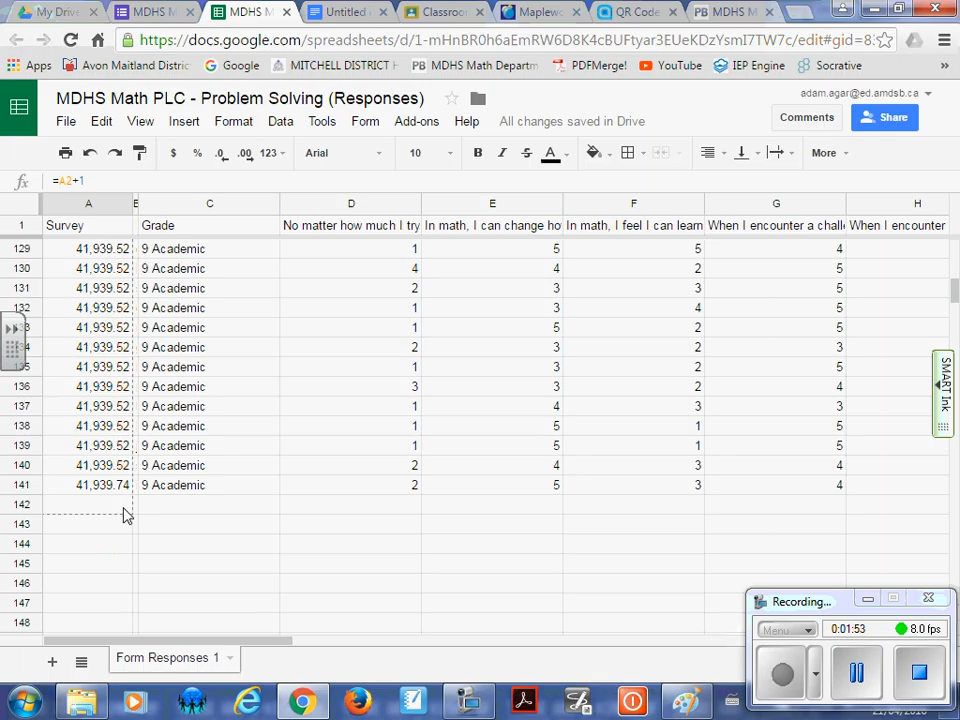 My Drive
MDHS M
MDHS M
Untitled
Classroo
Maplewo
QR Code
MDHS M
https://docs.google.com/spreadsheets/d/1-mHnBR0h6aEmRW6D8K4cBUFtyar3EUeKDzYsmI7TW7c/edit#gid=83
Apps Avon Maitland Distric Google MITCHELL DISTRICT H MDHS Math Departm PDFMerge! YouTube IEP Engine Socrative »
MDHS Math PLC - Problem Solving (Responses)
adam.agar@ed.amdsb.ca
File Edit View Insert Format Data Tools Form Add-ons Help All changes saved in Drive
Comments Share
$ % .0 .00 123 Arial 10 B I S A More
fx =A2+1
A C D E F G H
1 Survey Grade No matter how much I try In math, I can change ho In math, I feel I can learn When I encounter a chall When I encounter
129 41,939.52 9 Academic 1 5 5 4
130 41,939.52 9 Academic 4 4 2 5
131 41,939.52 9 Academic 2 3 3 5
132 41,939.52 9 Academic 1 3 4 5
133 41,939.52 9 Academic 1 5 2 5
134 41,939.52 9 Academic 2 3 2 3
135 41,939.52 9 Academic 1 3 2 5
136 41,939.52 9 Academic 3 3 2 4
137 41,939.52 9 Academic 1 4 3 3
138 41,939.52 9 Academic 1 5 1 5
139 41,939.52 9 Academic 1 5 1 5
140 41,939.52 9 Academic 2 4 3 4
141 41,939.74 9 Academic 2 5 3 4
142
143
144
145
146
147
148
SMART Ink
Recording...
Menu 0:01:53 8.0 fps
+ Form Responses 1